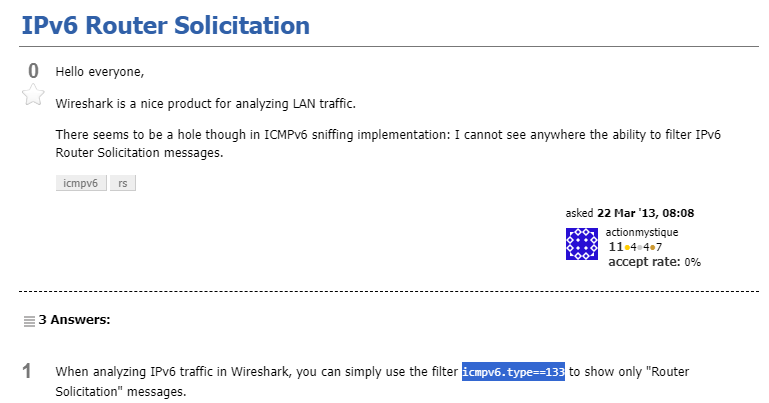 IPv6 Router Solicitation
0
Hello everyone,
Wireshark is a nice product for analyzing LAN traffic.
There seems to be a hole though in ICMPv6 sniffing implementation: I cannot see anywhere the ability to filter IPv6
Router Solicitation messages.
icmpv6 rs
asked 22 Mar '13, 08:08
actionmystique
11●4●4●7
accept rate: 0%
3 Answers:
1
When analyzing IPv6 traffic in Wireshark, you can simply use the filter icmpv6.type==133 to show only "Router
Solicitation" messages.